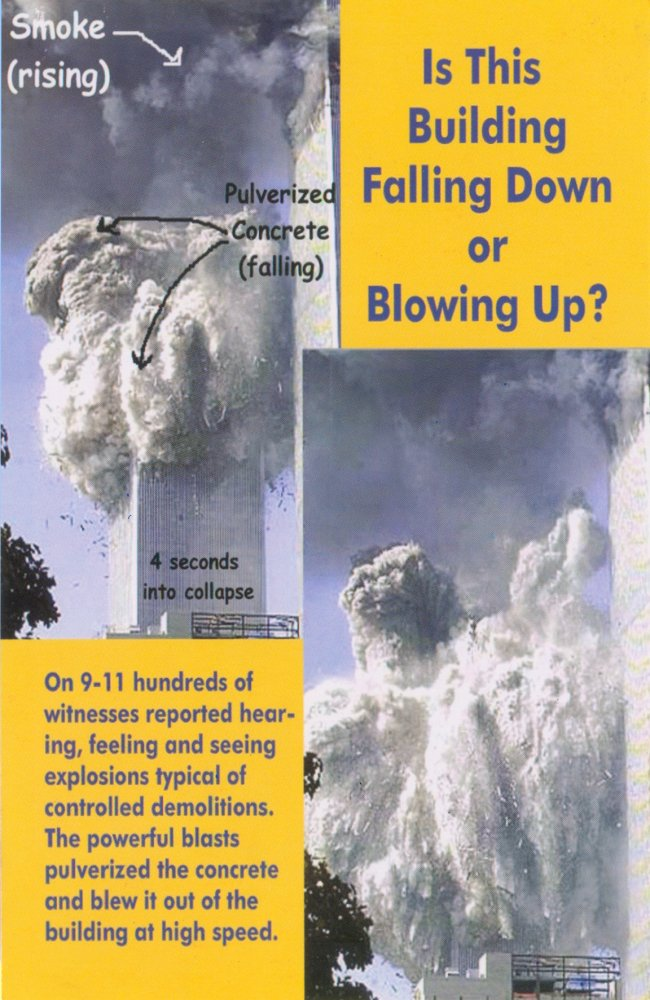 Smoke
(rising)
Pulverized
Concrete
(falling)
4 seconds
into collapse
Is This
Building
Falling Down
or
Blowing Up?
On 9-11 hundreds of
witnesses reported hear-
ing, feeling and seeing
explosions typical of
controlled demolitions.
The powerful blasts
pulverized the concrete
and blew it out of the
building at high speed.